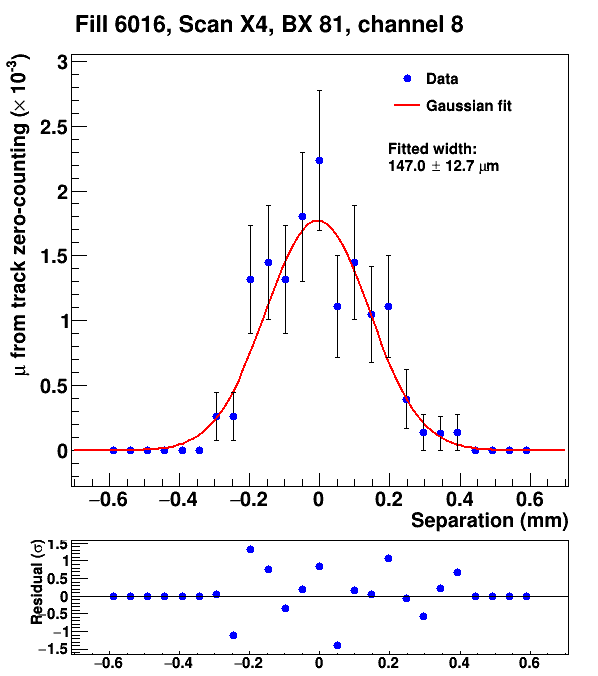 Fill 6016, Scan X4, BX 81, channel 8
μ from track zero-counting (× 10⁻³)
3
2.5
2
1.5
1
0.5
0
Data
Gaussian fit
Fitted width:
147.0 ± 12.7 μm
−0.6 −0.4 −0.2 0 0.2 0.4 0.6
Separation (mm)
Residual (σ)
1.5
1
0.5
0
−0.5
−1
−1.5
−0.6 −0.4 −0.2 0 0.2 0.4 0.6